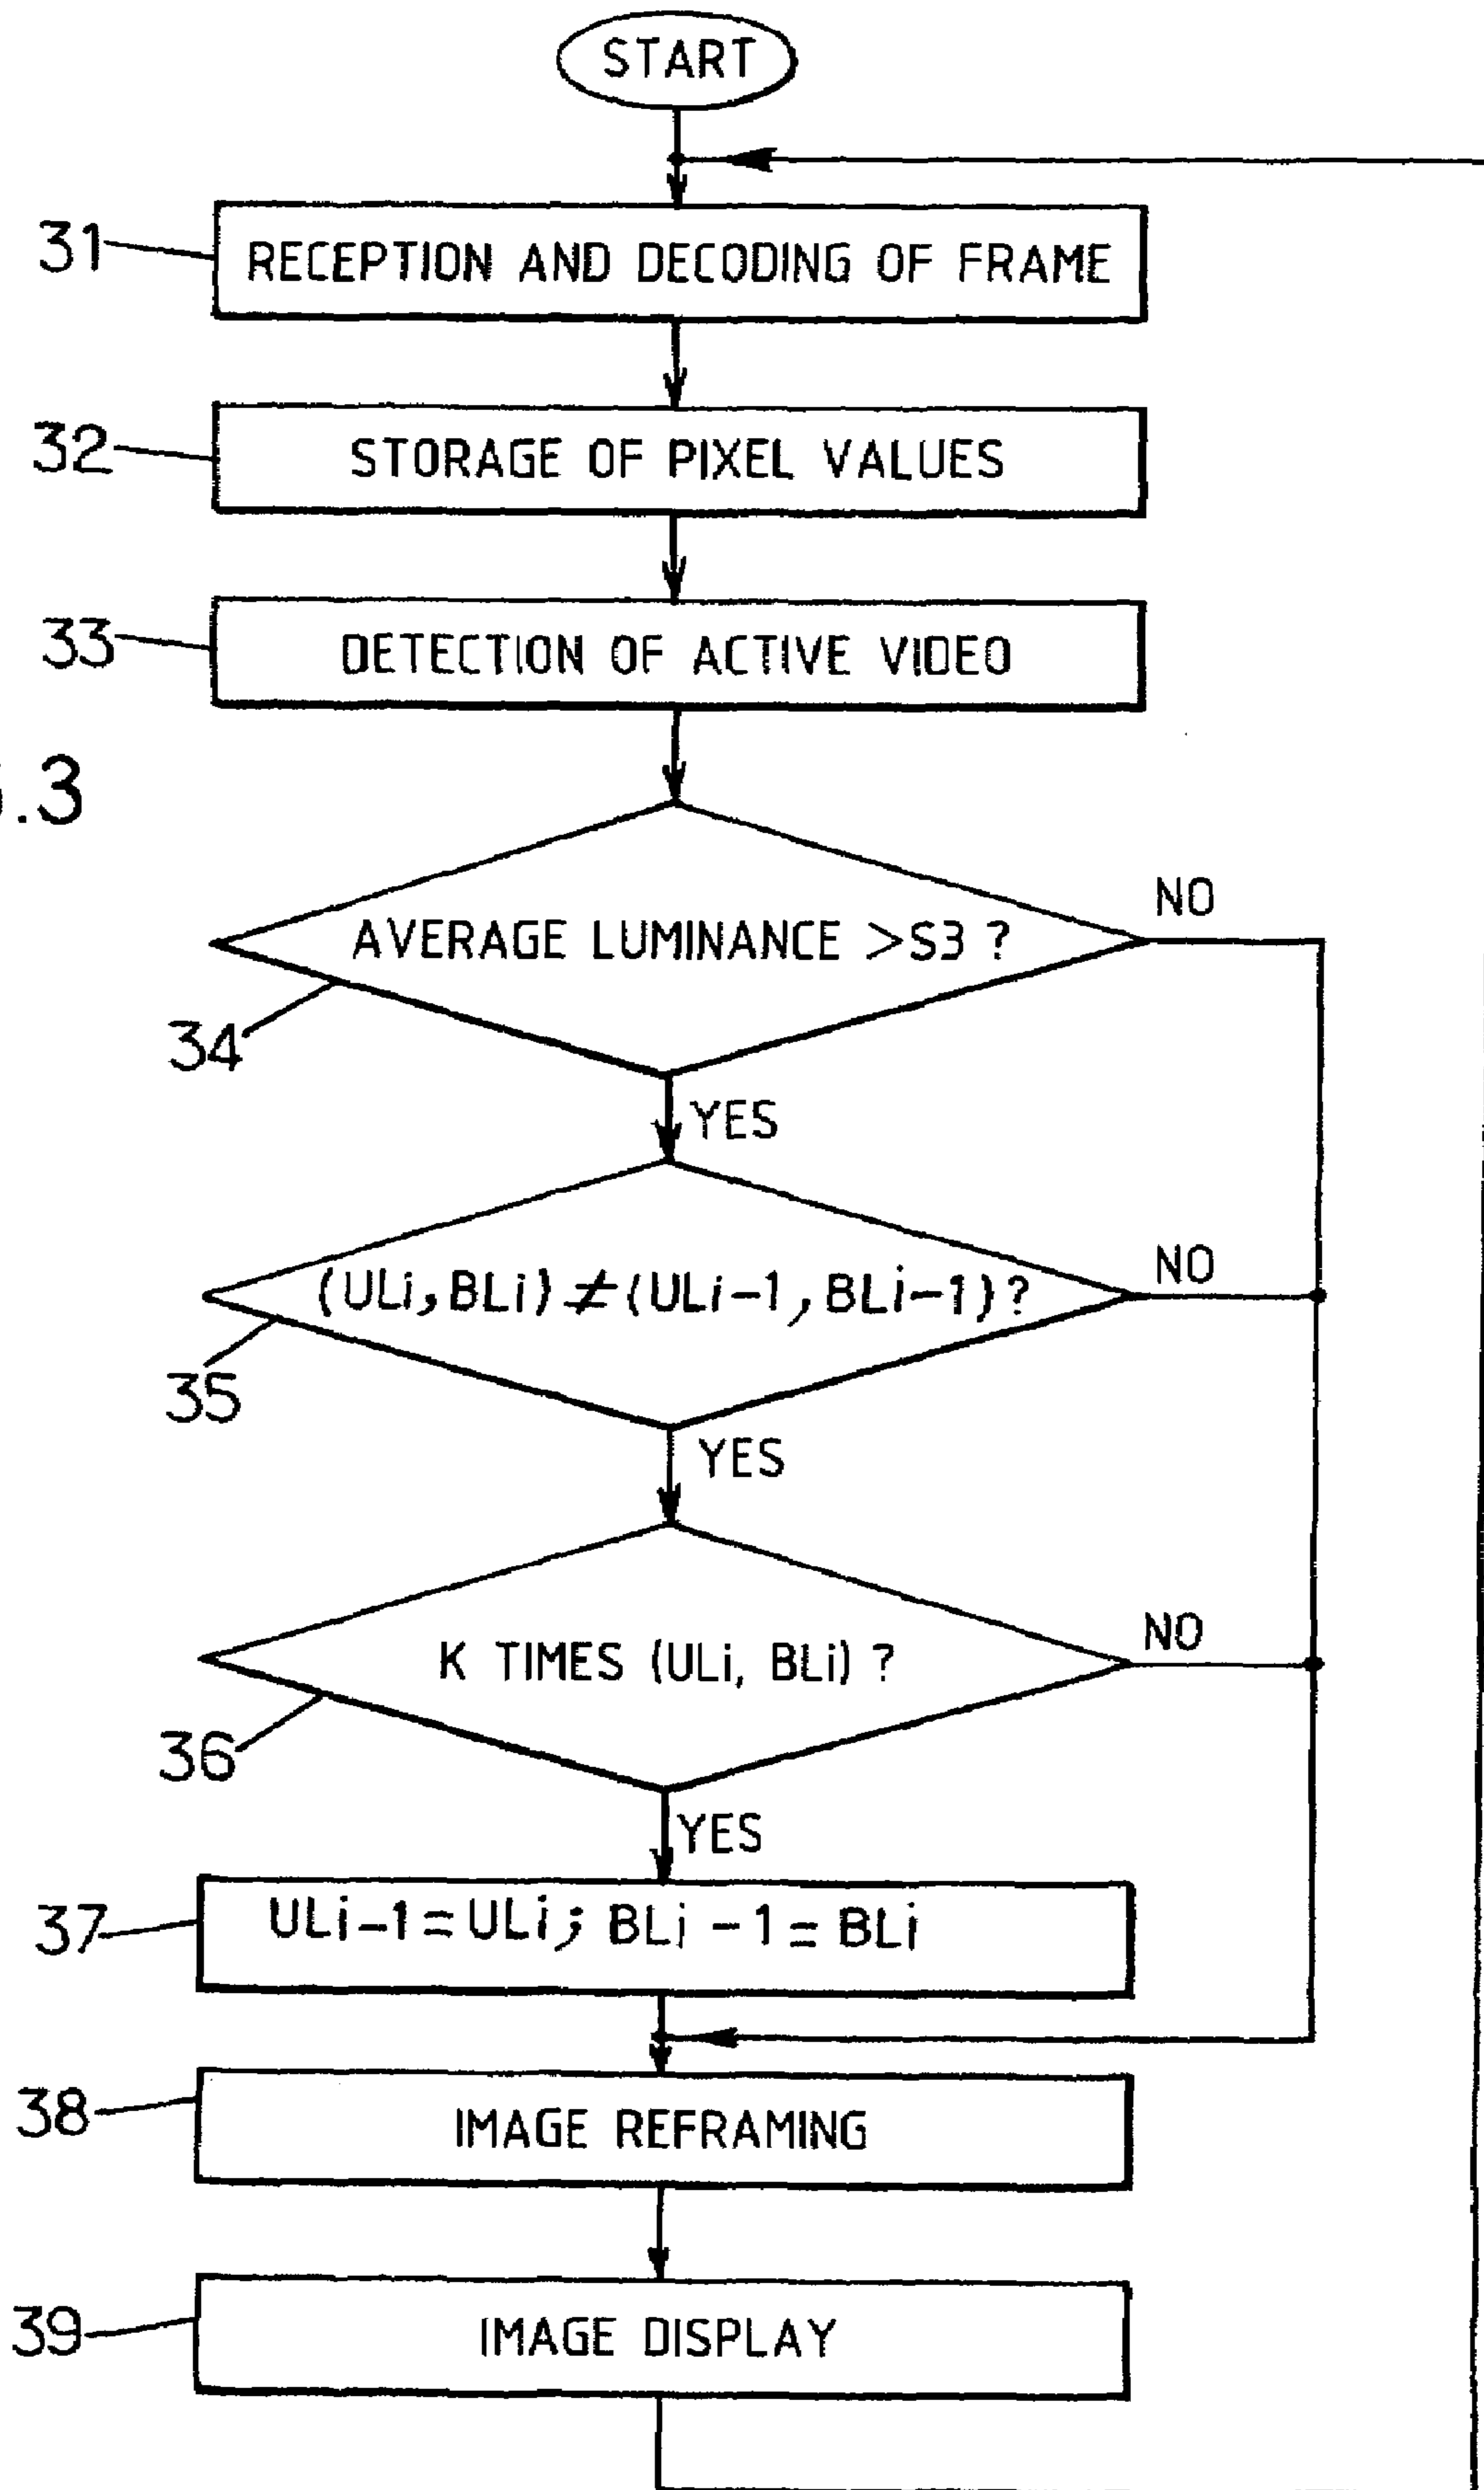 START
31
RECEPTION AND DECODING OF FRAME
32
STORAGE OF PIXEL VALUES
33
DETECTION OF ACTIVE VIDEO
.3
AVERAGE LUMINANCE >S3 ?
NO
34
YES
(ULi,BLi) ≠ (ULi-1, BLi-1)?
NO
35
YES
K TIMES (ULi, BLi) ?
NO
36
YES
37
ULi-1 = ULi; BLi -1 = BLi
38
IMAGE REFRAMING
39
IMAGE DISPLAY